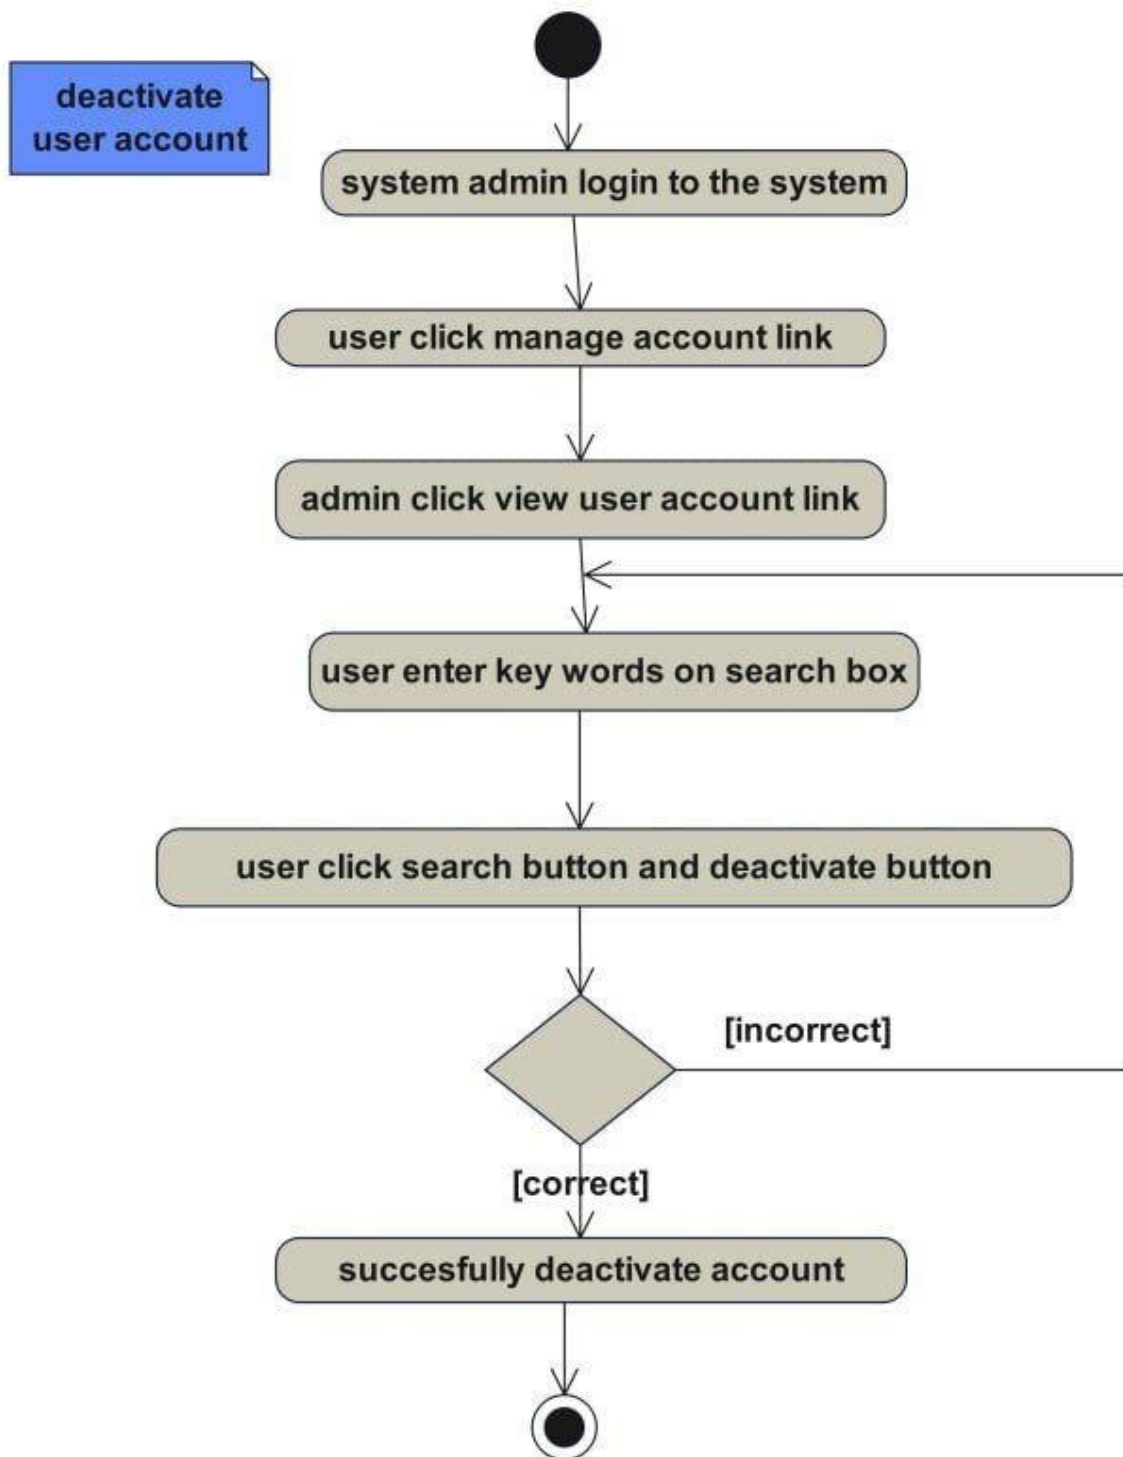 deactivate
user account
system admin login to the system
user click manage account link
admin click view user account link
user enter key words on search box
user click search button and deactivate button
[incorrect]
[correct]
succesfully deactivate account